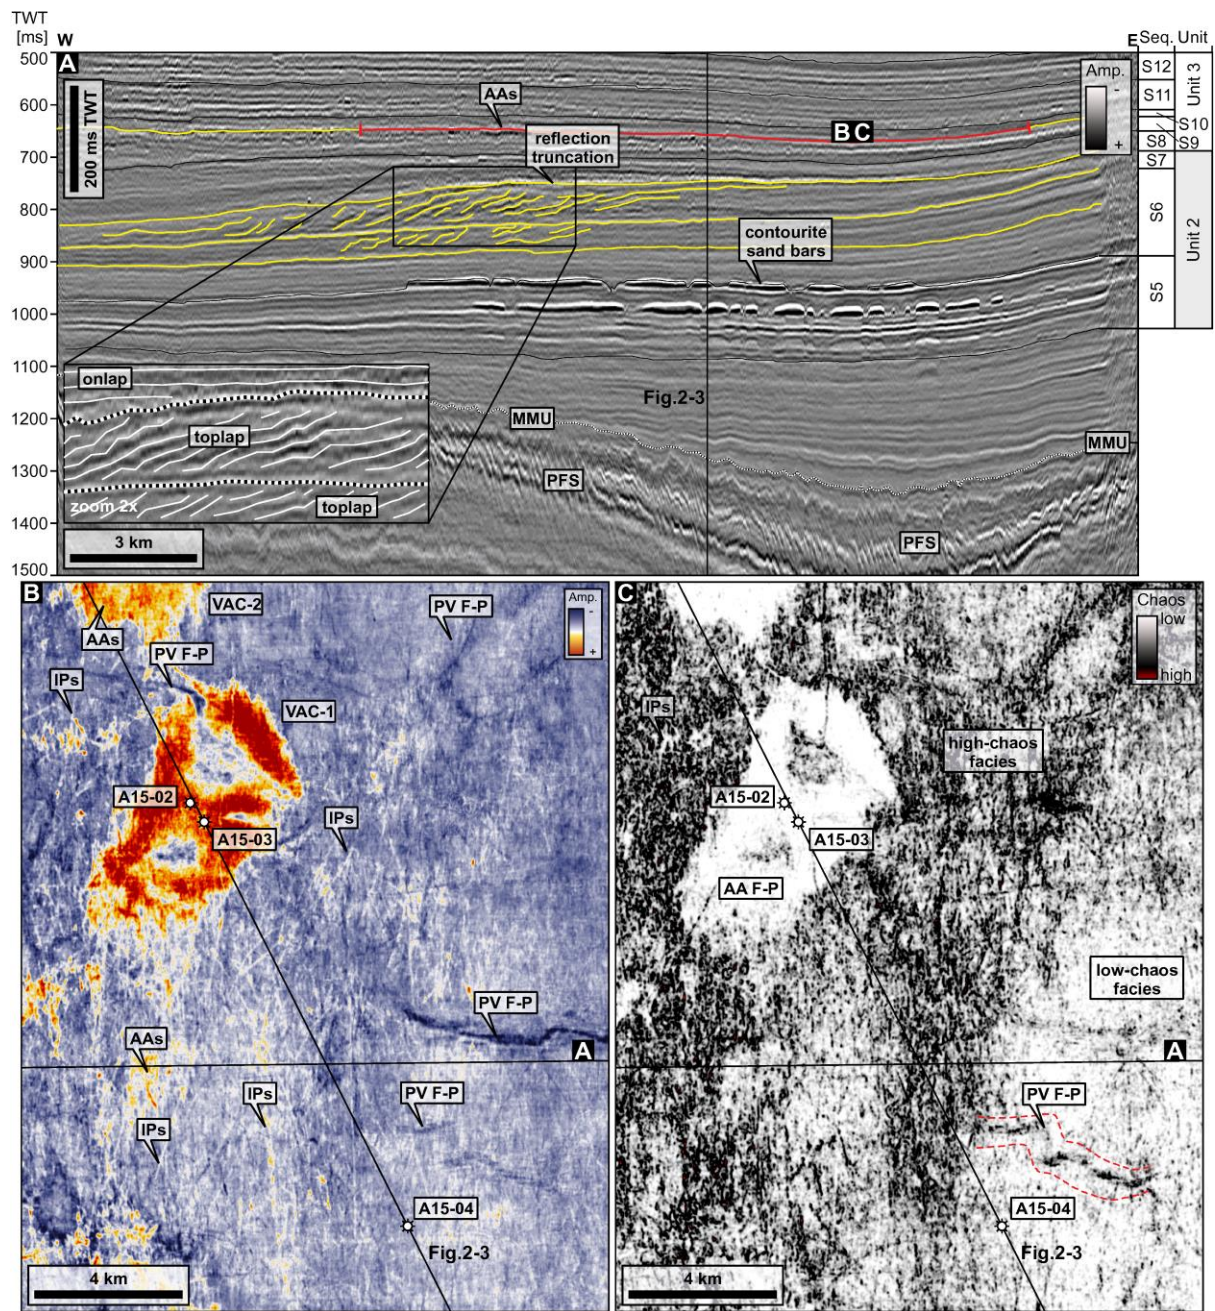 TWT
[ms]
W
E
Seq.
Unit
A
500
600
700
800
900
1000
1100
1200
1300
1400
1500
200 ms TWT
AAs
reflection
truncation
B C
Amp.
-
+
S12
S11
S10
S9
S8
S7
S6
S5
Unit 3
Unit 2
contourite
sand bars
onlap
toplap
toplap
zoom 2x
3 km
Fig.2-3
MMU
MMU
PFS
PFS
B
VAC-2
AAs
PV F-P
PV F-P
Amp.
-
+
IPs
VAC-1
A15-02
A15-03
IPs
PV F-P
A
AAs
IPs
PV F-P
IPs
A15-04
Fig.2-3
4 km
C
Chaos
low
high
IPs
high-chaos
facies
A15-02
A15-03
AA F-P
low-chaos
facies
A
PV F-P
A15-04
Fig.2-3
4 km